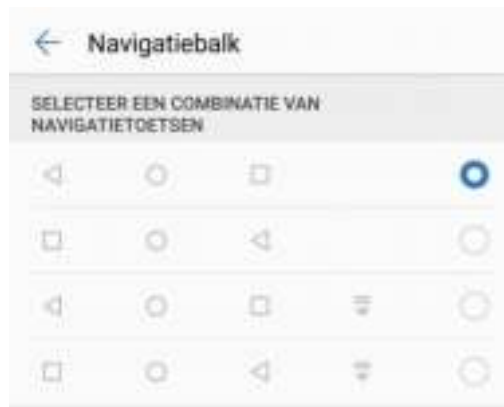 Navigatiebalk
SELECTEER EEN COMBINATIE VAN
NAVIGATIETOETSEN